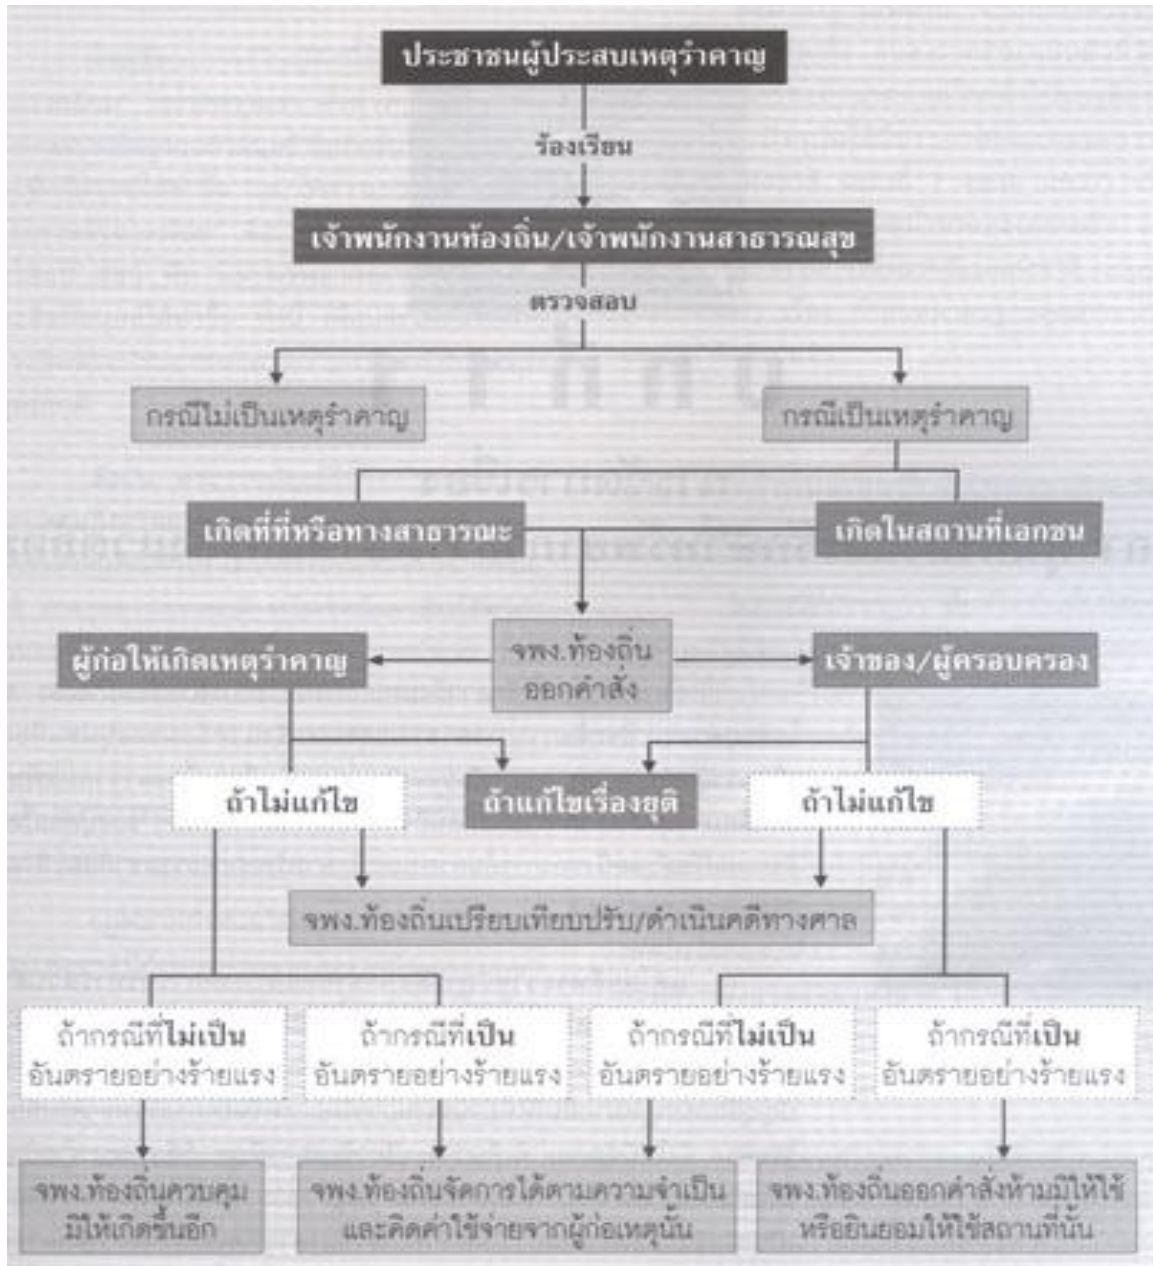 ประชาชนผู้ประสบเหตุรำคาญ
ร้องเรียน
เจ้าพนักงานท้องถิ่น/เจ้าพนักงานสาธารณสุข
ตรวจสอบ
กรณีไม่เป็นเหตุรำคาญ
กรณีเป็นเหตุรำคาญ
เกิดที่ที่หรือทางสาธารณะ
เกิดในสถานที่เอกชน
ผู้ก่อให้เกิดเหตุรำคาญ
จพง.ท้องถิ่น
ออกคำสั่ง
เจ้าของ/ผู้ครอบครอง
ถ้าไม่แก้ไข
ถ้าแก้ไขเรื่องยุติ
ถ้าไม่แก้ไข
จพง.ท้องถิ่นเปรียบเทียบปรับ/ดำเนินคดีทางศาล
ถ้ากรณีที่ไม่เป็น
อันตรายอย่างร้ายแรง
ถ้ากรณีที่เป็น
อันตรายอย่างร้ายแรง
ถ้ากรณีที่ไม่เป็น
อันตรายอย่างร้ายแรง
ถ้ากรณีที่เป็น
อันตรายอย่างร้ายแรง
จพง.ท้องถิ่นควบคุม
มิให้เกิดขึ้นอีก
จพง.ท้องถิ่นจัดการได้ตามความจำเป็น
และคิดค่าใช้จ่ายจากผู้ก่อเหตุนั้น
จพง.ท้องถิ่นออกคำสั่งห้ามมิให้ใช้
หรือยินยอมให้ใช้สถานที่นั้น